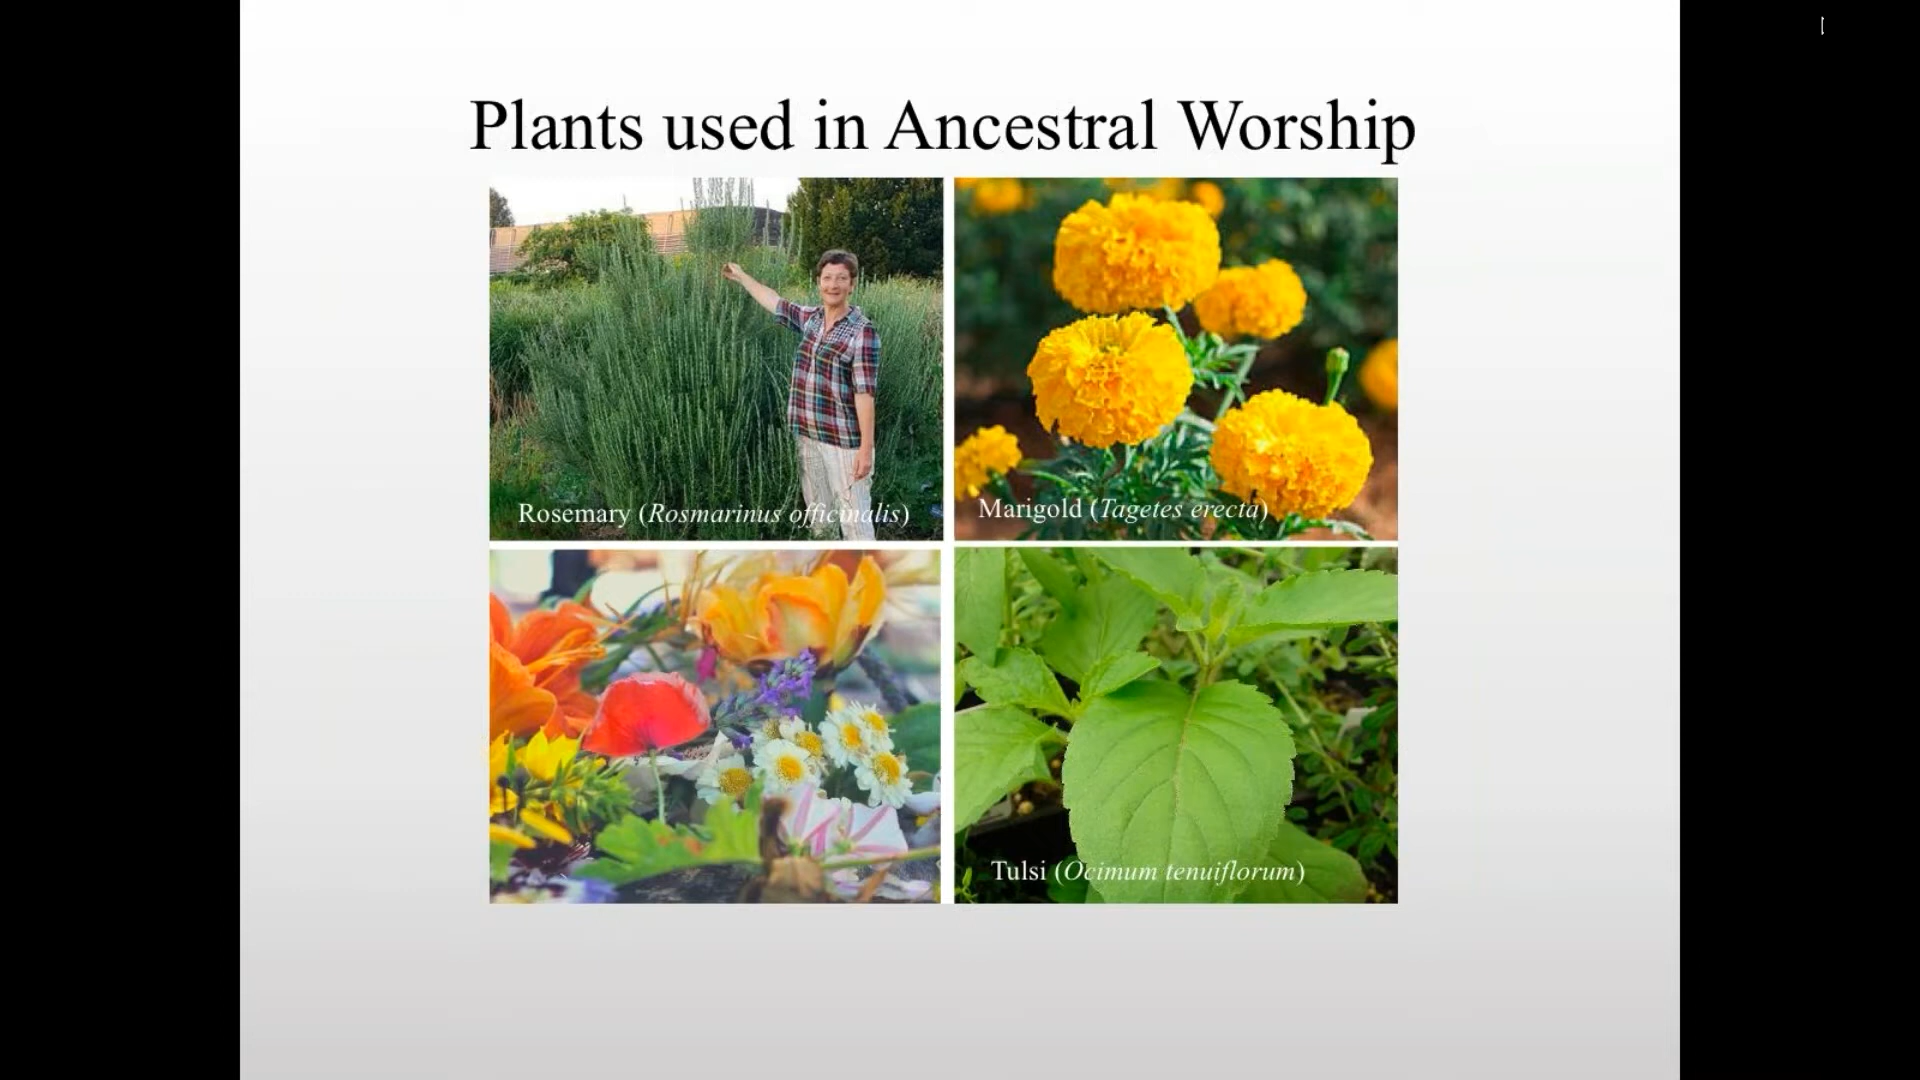 Plants used in Ancestral Worship
Rosemary (Rosmarinus officinalis)
Marigold (Tagetes erecta)
Tulsi (Ocimum tenuiflorum)